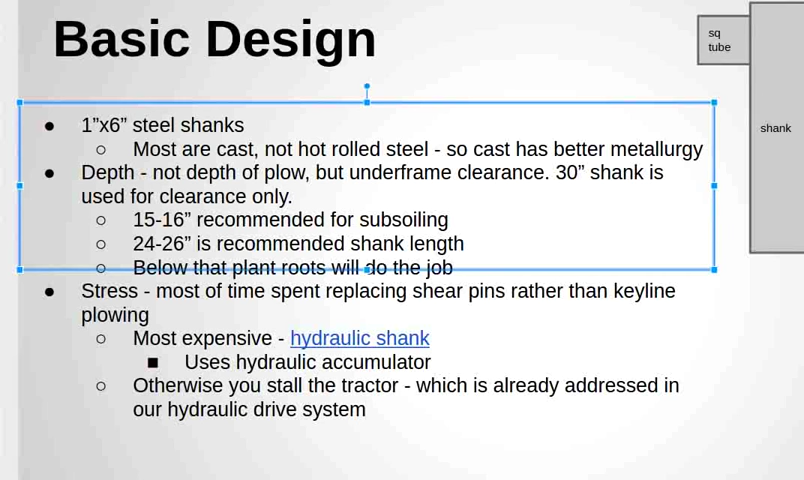 Basic Design
sq
tube
shank
● 1”x6” steel shanks
○ Most are cast, not hot rolled steel - so cast has better metallurgy
● Depth - not depth of plow, but underframe clearance. 30” shank is
used for clearance only.
○ 15-16” recommended for subsoiling
○ 24-26” is recommended shank length
○ Below that plant roots will do the job
● Stress - most of time spent replacing shear pins rather than keyline
plowing
○ Most expensive - hydraulic shank
■ Uses hydraulic accumulator
○ Otherwise you stall the tractor - which is already addressed in
our hydraulic drive system